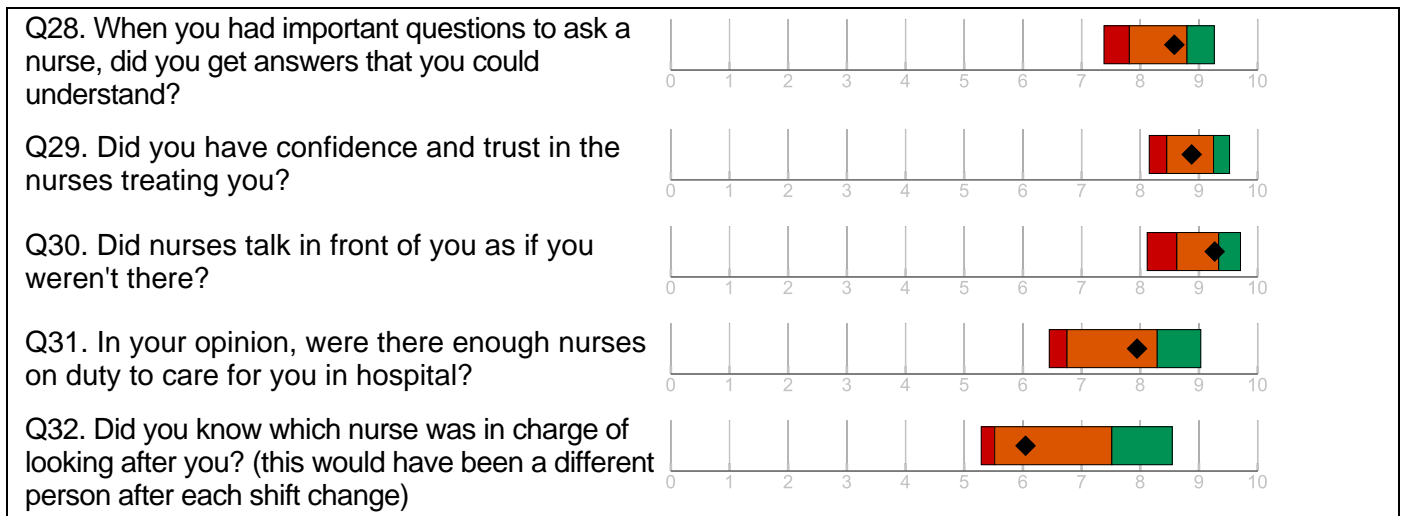 Q28. When you had important questions to ask a
nurse, did you get answers that you could
understand?
0 1 2 3 4 5 6 7 8 9 10
Q29. Did you have confidence and trust in the
nurses treating you?
0 1 2 3 4 5 6 7 8 9 10
Q30. Did nurses talk in front of you as if you
weren't there?
0 1 2 3 4 5 6 7 8 9 10
Q31. In your opinion, were there enough nurses
on duty to care for you in hospital?
0 1 2 3 4 5 6 7 8 9 10
Q32. Did you know which nurse was in charge of
looking after you? (this would have been a different
person after each shift change)
0 1 2 3 4 5 6 7 8 9 10